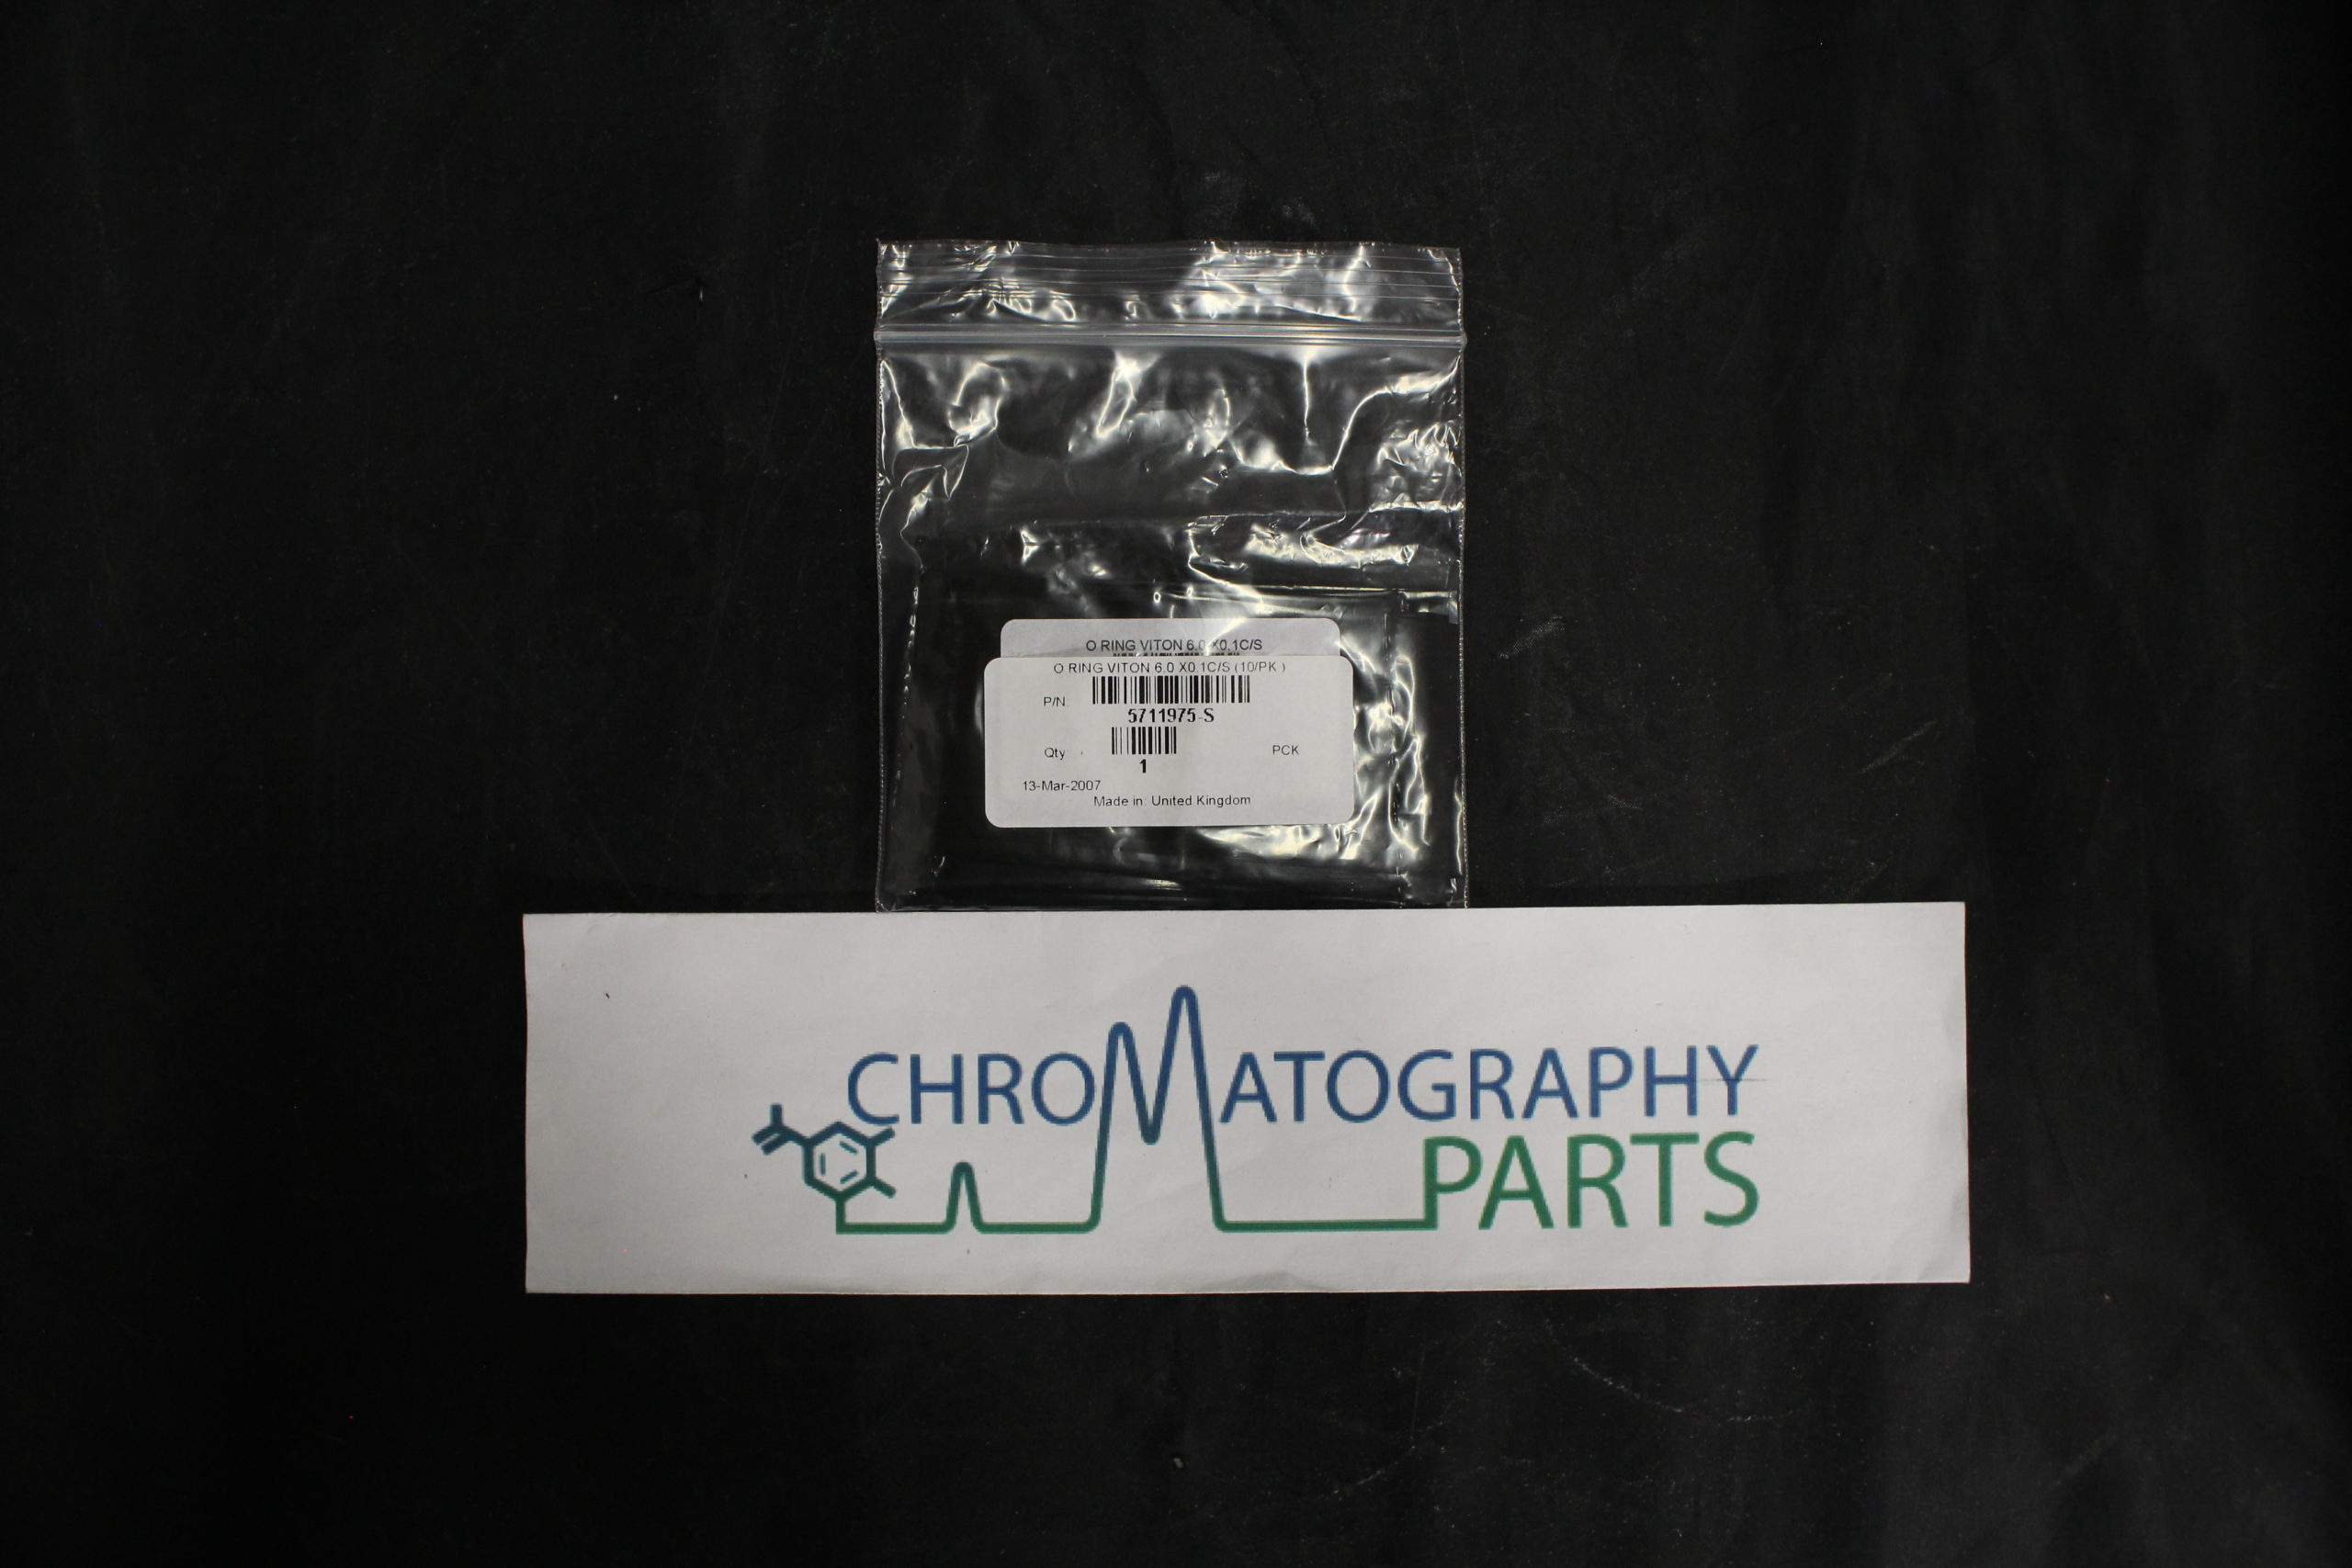 O RING VITON 6.0 X0.1C/S
O RING VITON 6.0 X0.1C/S (10/PK )
P/N:
5711975-S
Qty
PCK
1
13-Mar-2007
Made in: United Kingdom
CHROMATOGRAPHY
PARTS